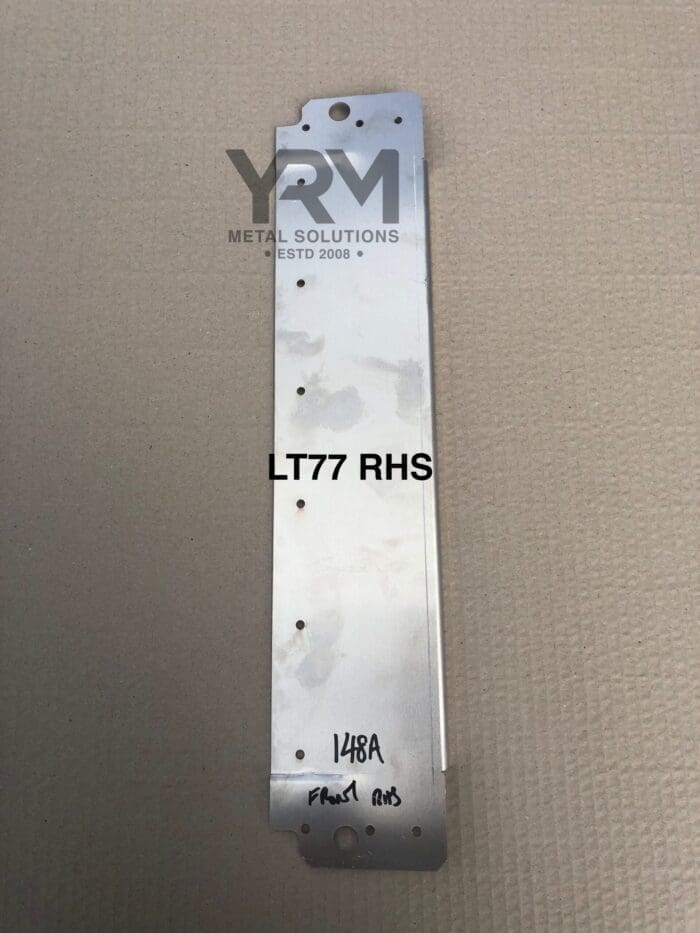 YRM
METAL SOLUTIONS
• ESTD 2008 •
LT77 RHS
148A
FRONT RHS